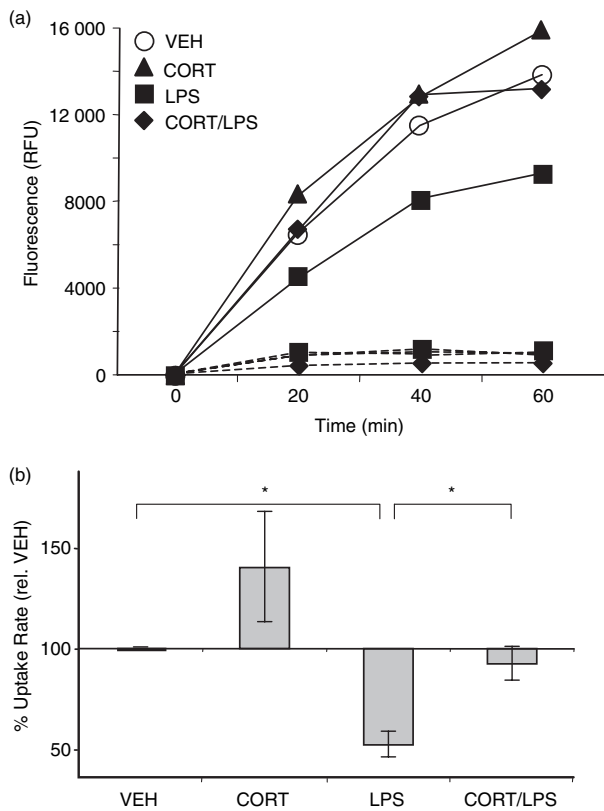 (a)
16 000
12 000
8000
4000
0
Fluorescence (RFU)
VEH
CORT
LPS
CORT/LPS
0 20 40 60
Time (min)
(b)
% Uptake Rate (rel. VEH)
150
100
50
* *
VEH CORT LPS CORT/LPS